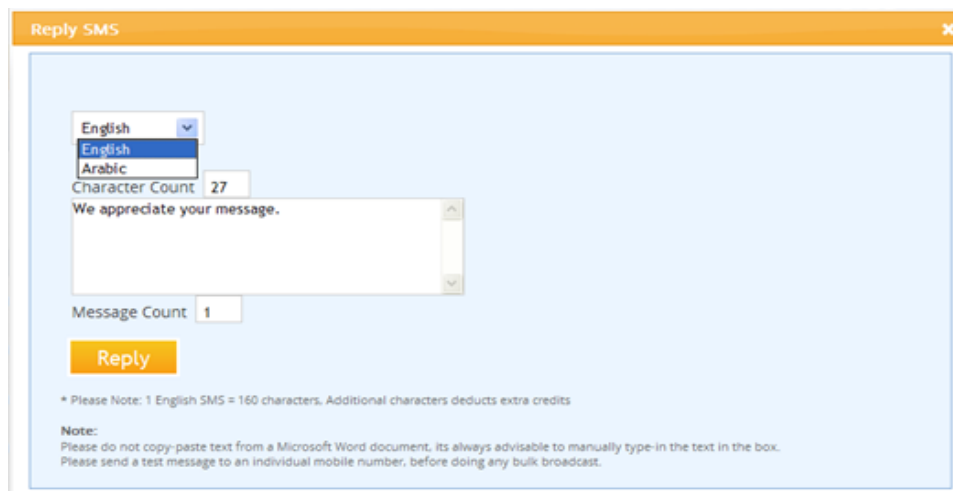 Reply SMS
English
English
Arabic
Character Count 27
We appreciate your message.
Message Count 1
Reply
* Please Note: 1 English SMS = 160 characters, Additional characters deducts extra credits
Note:
Please do not copy-paste text from a Microsoft Word document, its always advisable to manually type-in the text in the box.
Please send a test message to an individual mobile number, before doing any bulk broadcast.